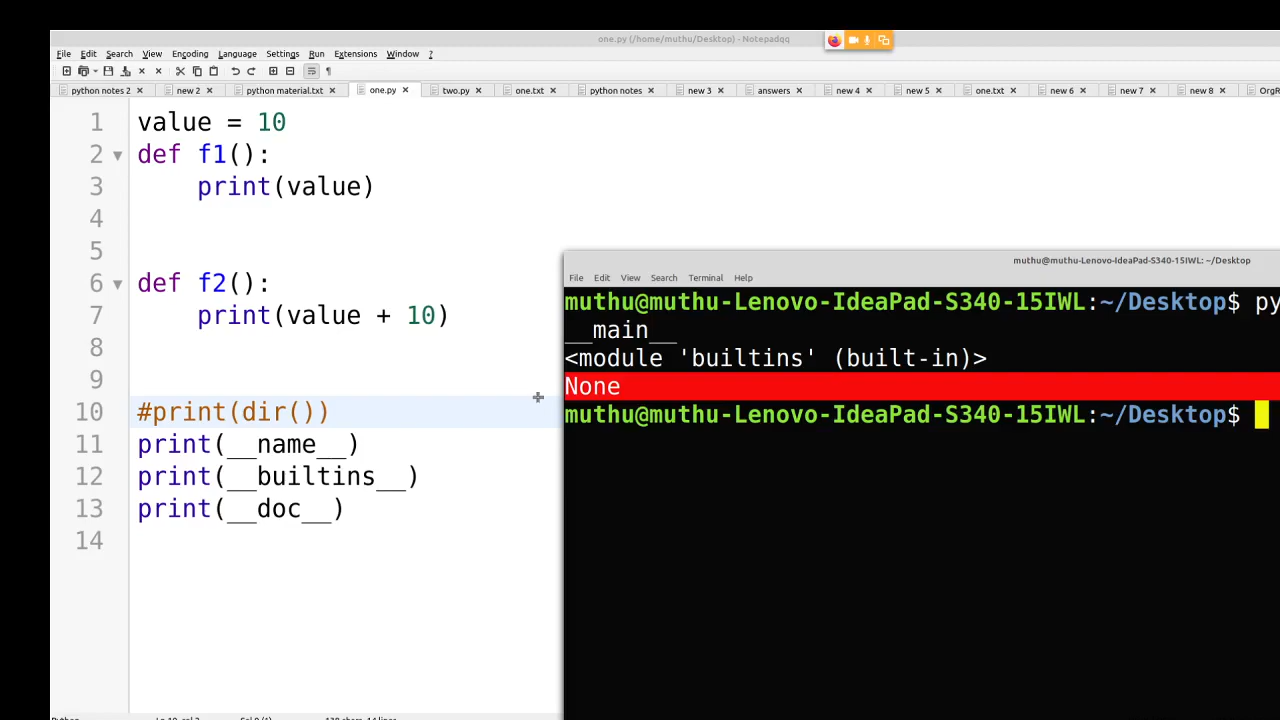 one.py (/home/muthu/Desktop) - Notepadqq
File Edit Search View Encoding Language Settings Run Extensions Window ?
python notes 2 new 2 python material.txt one.py two.py one.txt python notes new 3 answers new 4 new 5 one.txt new 6 new 7 new 8 OrgR
1 value = 10
2 def f1():
3 print(value)
4
5
6 def f2():
7 print(value + 10)
8
9
10 #print(dir())
11 print(__name__)
12 print(__builtins__)
13 print(__doc__)
14
muthu@muthu-Lenovo-IdeaPad-S340-15IWL: ~/Desktop
File Edit View Search Terminal Help
muthu@muthu-Lenovo-IdeaPad-S340-15IWL:~/Desktop$ py
__main__
<module 'builtins' (built-in)>
None
muthu@muthu-Lenovo-IdeaPad-S340-15IWL:~/Desktop$